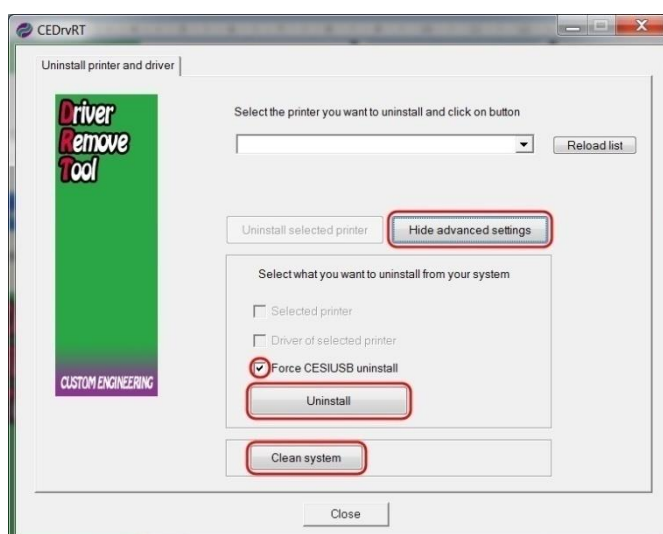 CEDrvRT
Uninstall printer and driver
Driver
Remove
Tool
Select the printer you want to uninstall and click on button
Reload list
Uninstall selected printer
Hide advanced settings
Select what you want to uninstall from your system
Selected printer
Driver of selected printer
Force CESIUSB uninstall
Uninstall
CUSTOM ENGINEERING
Clean system
Close